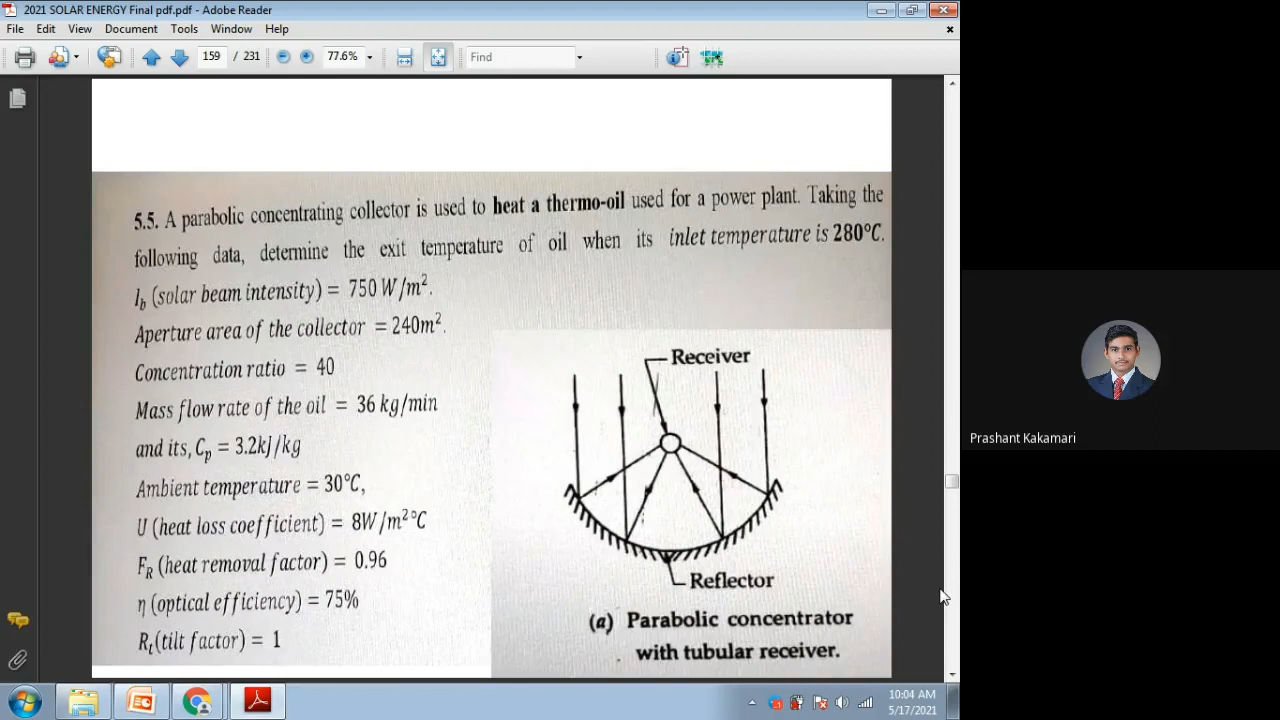 2021 SOLAR ENERGY Final pdf.pdf - Adobe Reader
File Edit View Document Tools Window Help
159 / 231 77.6% Find
5.5. A parabolic concentrating collector is used to heat a thermo-oil used for a power plant. Taking the
following data, determine the exit temperature of oil when its inlet temperature is 280°C.
I_b (solar beam intensity) = 750 W/m².
Aperture area of the collector = 240m².
Concentration ratio = 40
Mass flow rate of the oil = 36 kg/min
and its, C_p = 3.2kJ/kg
Ambient temperature = 30°C,
U (heat loss coefficient) = 8W/m²°C
F_R (heat removal factor) = 0.96
η (optical efficiency) = 75%
R_t(tilt factor) = 1
Receiver
Reflector
(a) Parabolic concentrator
with tubular receiver.
Prashant Kakamari
10:04 AM
5/17/2021